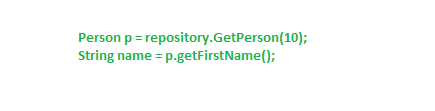 Person p = repository.GetPerson(10);
String name = p.getFirstName();